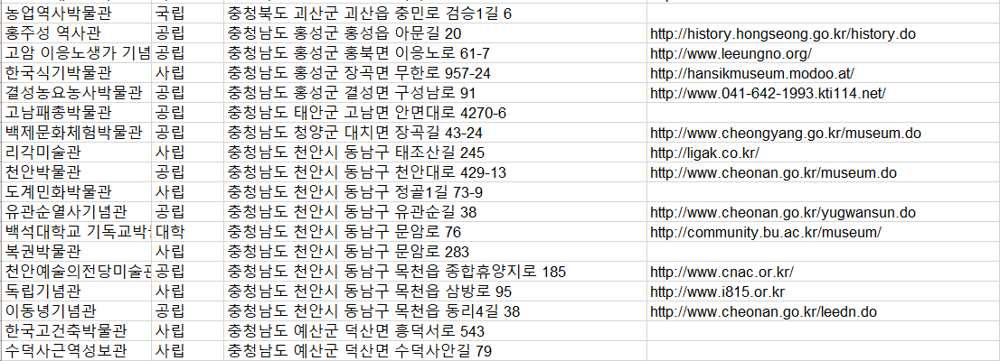 농업역사박물관 국립 충청북도 괴산군 괴산읍 충민로 검승1길 6
홍주성 역사관 공립 충청남도 홍성군 홍성읍 아문길 20 http://history.hongseong.go.kr/history.do
고암 이응노생가 기념 공립 충청남도 홍성군 홍북면 이응노로 61-7 http://www.leeungno.org/
한국식기박물관 사립 충청남도 홍성군 장곡면 무한로 957-24 http://hansikmuseum.modoo.at/
결성농요농사박물관 공립 충청남도 홍성군 결성면 구성남로 91 http://www.041-642-1993.kti114.net/
고남패총박물관 공립 충청남도 태안군 고남면 안면대로 4270-6
백제문화체험박물관 공립 충청남도 청양군 대치면 장곡길 43-24 http://www.cheongyang.go.kr/museum.do
리각미술관 사립 충청남도 천안시 동남구 태조산길 245 http://ligak.co.kr/
천안박물관 공립 충청남도 천안시 동남구 천안대로 429-13 http://www.cheonan.go.kr/museum.do
도계민화박물관 사립 충청남도 천안시 동남구 정골1길 73-9
유관순열사기념관 공립 충청남도 천안시 동남구 유관순길 38 http://www.cheonan.go.kr/yugwansun.do
백석대학교 기독교박 대학 충청남도 천안시 동남구 문암로 76 http://community.bu.ac.kr/museum/
복권박물관 사립 충청남도 천안시 동남구 문암로 283
천안예술의전당미술관 공립 충청남도 천안시 동남구 목천읍 종합휴양지로 185 http://www.cnac.or.kr/
독립기념관 사립 충청남도 천안시 동남구 목천읍 삼방로 95 http://www.i815.or.kr
이동녕기념관 공립 충청남도 천안시 동남구 목천읍 동리4길 38 http://www.cheonan.go.kr/leedn.do
한국고건축박물관 사립 충청남도 예산군 덕산면 홍덕서로 543
수덕사근역성보관 사립 충청남도 예산군 덕산면 수덕사안길 79